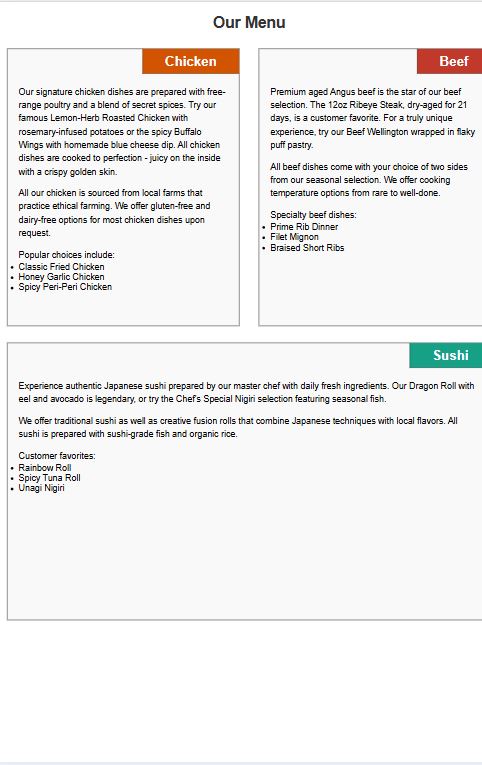 Our Menu
Chicken
Our signature chicken dishes are prepared with free-
range poultry and a blend of secret spices. Try our
famous Lemon-Herb Roasted Chicken with
rosemary-infused potatoes or the spicy Buffalo
Wings with homemade blue cheese dip. All chicken
dishes are cooked to perfection - juicy on the inside
with a crispy golden skin.
All our chicken is sourced from local farms that
practice ethical farming. We offer gluten-free and
dairy-free options for most chicken dishes upon
request.
Popular choices include:
• Classic Fried Chicken
• Honey Garlic Chicken
• Spicy Peri-Peri Chicken
Beef
Premium aged Angus beef is the star of our beef
selection. The 12oz Ribeye Steak, dry-aged for 21
days, is a customer favorite. For a truly unique
experience, try our Beef Wellington wrapped in flaky
puff pastry.
All beef dishes come with your choice of two sides
from our seasonal selection. We offer cooking
temperature options from rare to well-done.
Specialty beef dishes:
• Prime Rib Dinner
• Filet Mignon
• Braised Short Ribs
Sushi
Experience authentic Japanese sushi prepared by our master chef with daily fresh ingredients. Our Dragon Roll with
eel and avocado is legendary, or try the Chef's Special Nigiri selection featuring seasonal fish.
We offer traditional sushi as well as creative fusion rolls that combine Japanese techniques with local flavors. All
sushi is prepared with sushi-grade fish and organic rice.
Customer favorites:
• Rainbow Roll
• Spicy Tuna Roll
• Unagi Nigiri